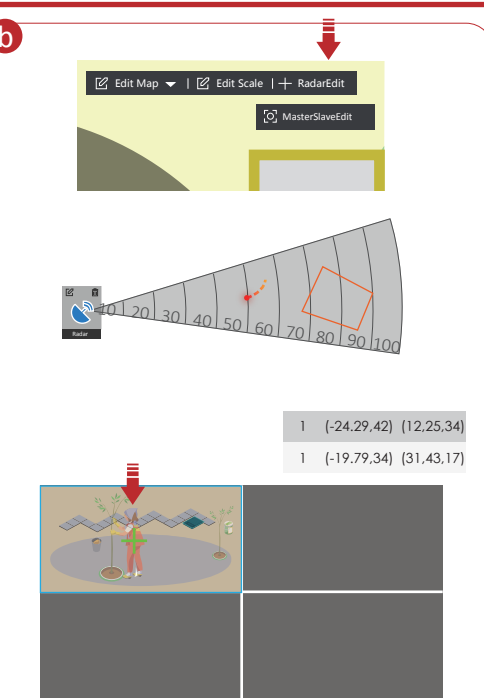 b
Edit Map | Edit Scale | RadarEdit
MasterSlaveEdit
Radar
10 20 30 40 50 60 70 80 90 100
1 (-24.29,42) (12,25,34)
1 (-19.79,34) (31,43,17)